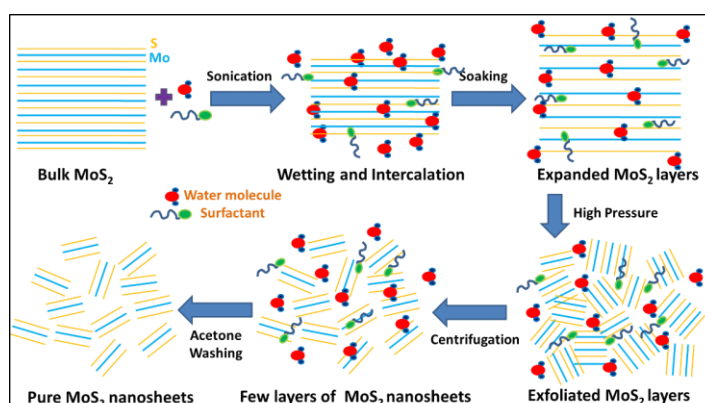 S
Mo
Sonication
Soaking
Bulk MoS2
Wetting and Intercalation
Expanded MoS2 layers
Water molecule
Surfactant
High Pressure
Acetone
Washing
Centrifugation
Pure MoS2 nanosheets
Few layers of MoS2 nanosheets
Exfoliated MoS2 layers